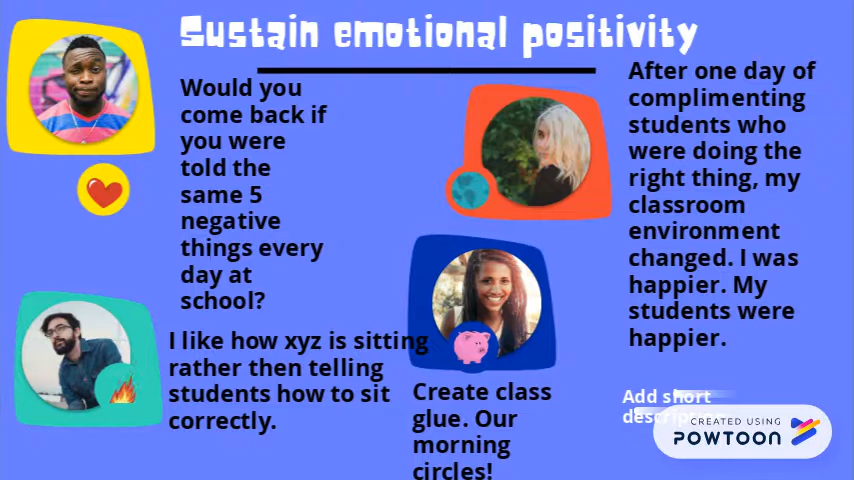 Sustain emotional positivity
Would you
come back if
you were
told the
same 5
negative
things every
day at
school?
After one day of
complimenting
students who
were doing the
right thing, my
classroom
environment
changed. I was
happier. My
students were
happier.
I like how xyz is sitting
rather then telling
students how to sit
correctly.
Create class
glue. Our
morning
circles!
Add short
CREATED USING
POWTOON